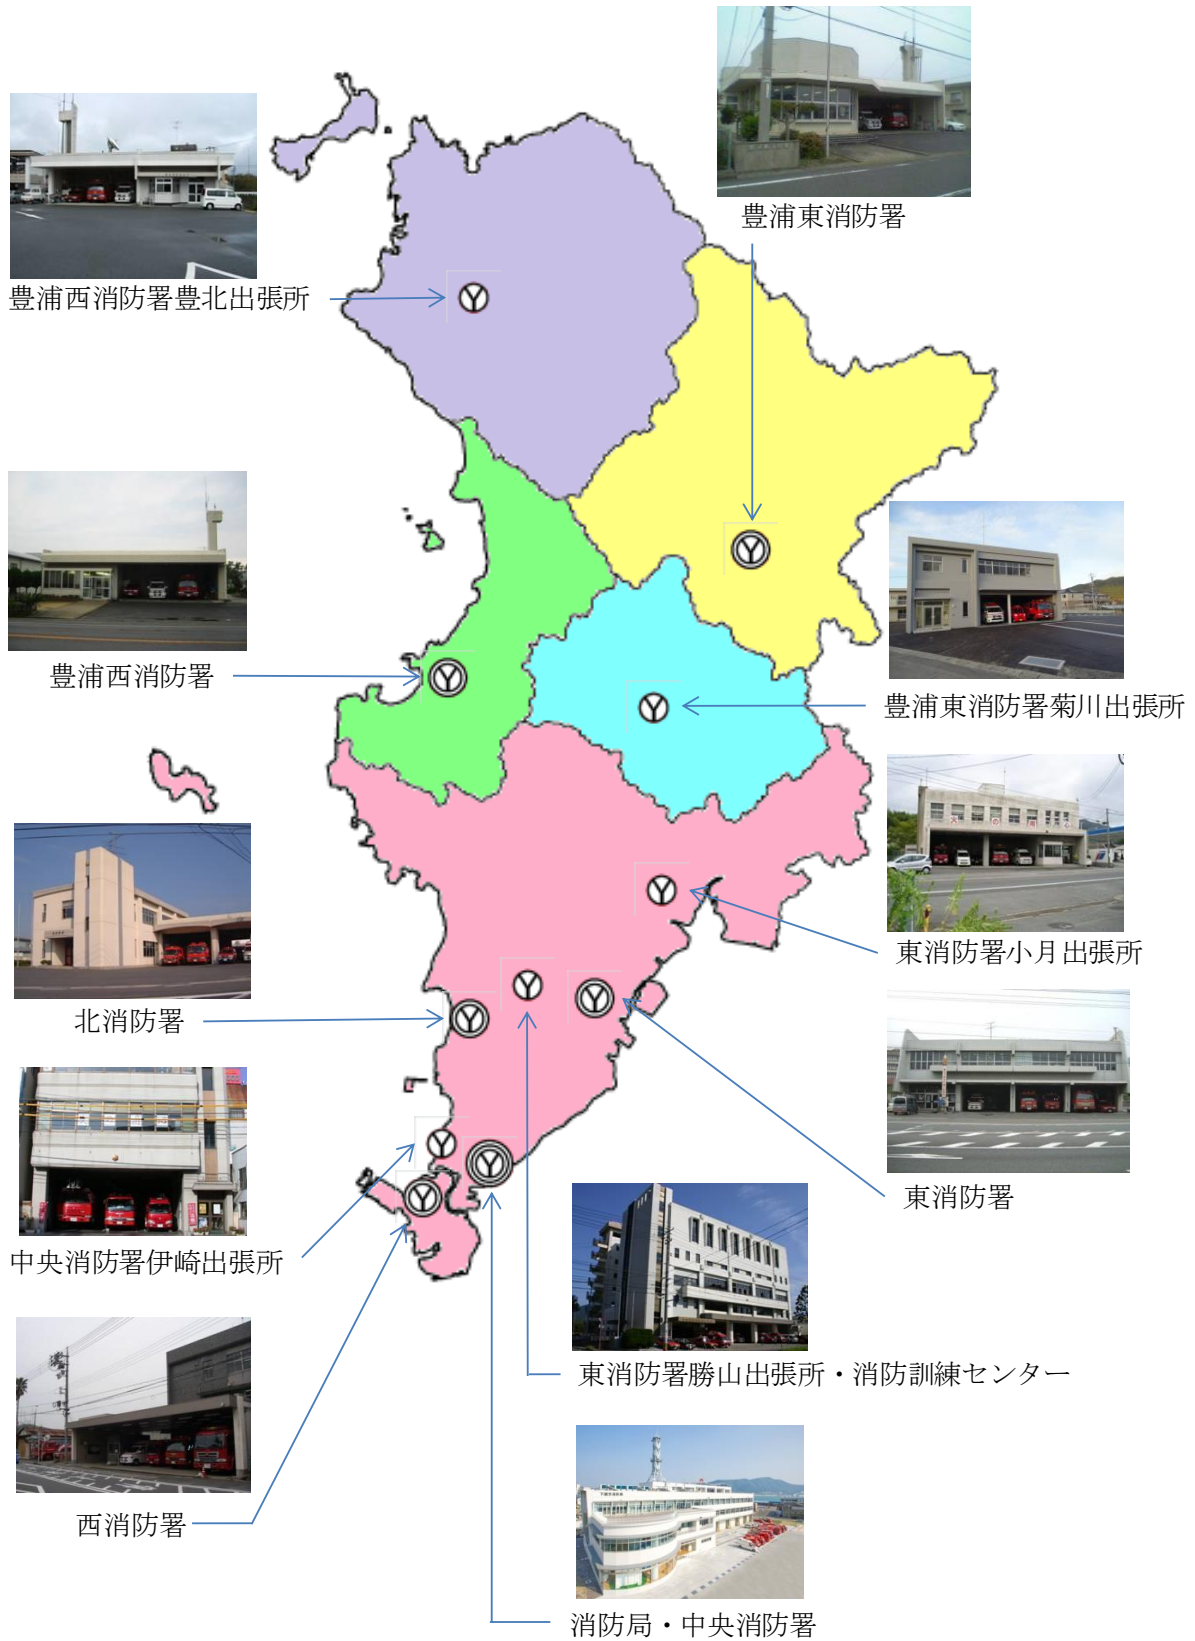 豊浦東消防署
豊浦西消防署豊北出張所
豊浦西消防署
豊浦東消防署菊川出張所
東消防署小月出張所
北消防署
東消防署
中央消防署伊崎出張所
東消防署勝山出張所・消防訓練センター
西消防署
消防局・中央消防署